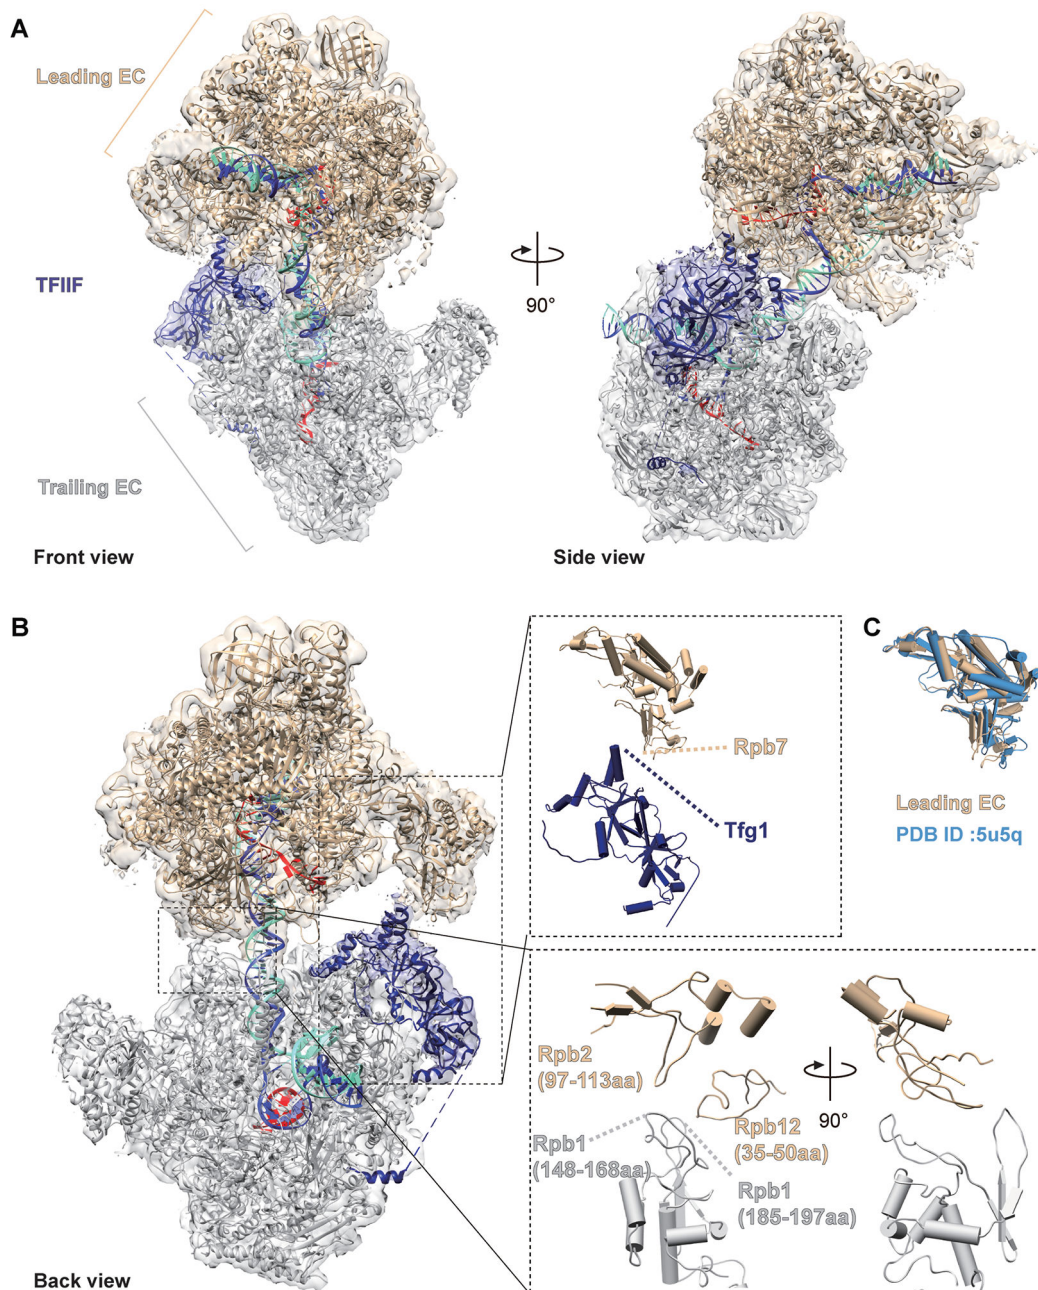 A
Leading EC
TFIIF
90°
Trailing EC
Front view
Side view
B
C
Rpb7
Tfg1
Leading EC
PDB ID :5u5q
Rpb2
(97-113aa)
Rpb12
(35-50aa)
90°
Rpb1
(148-168aa)
Rpb1
(185-197aa)
Back view